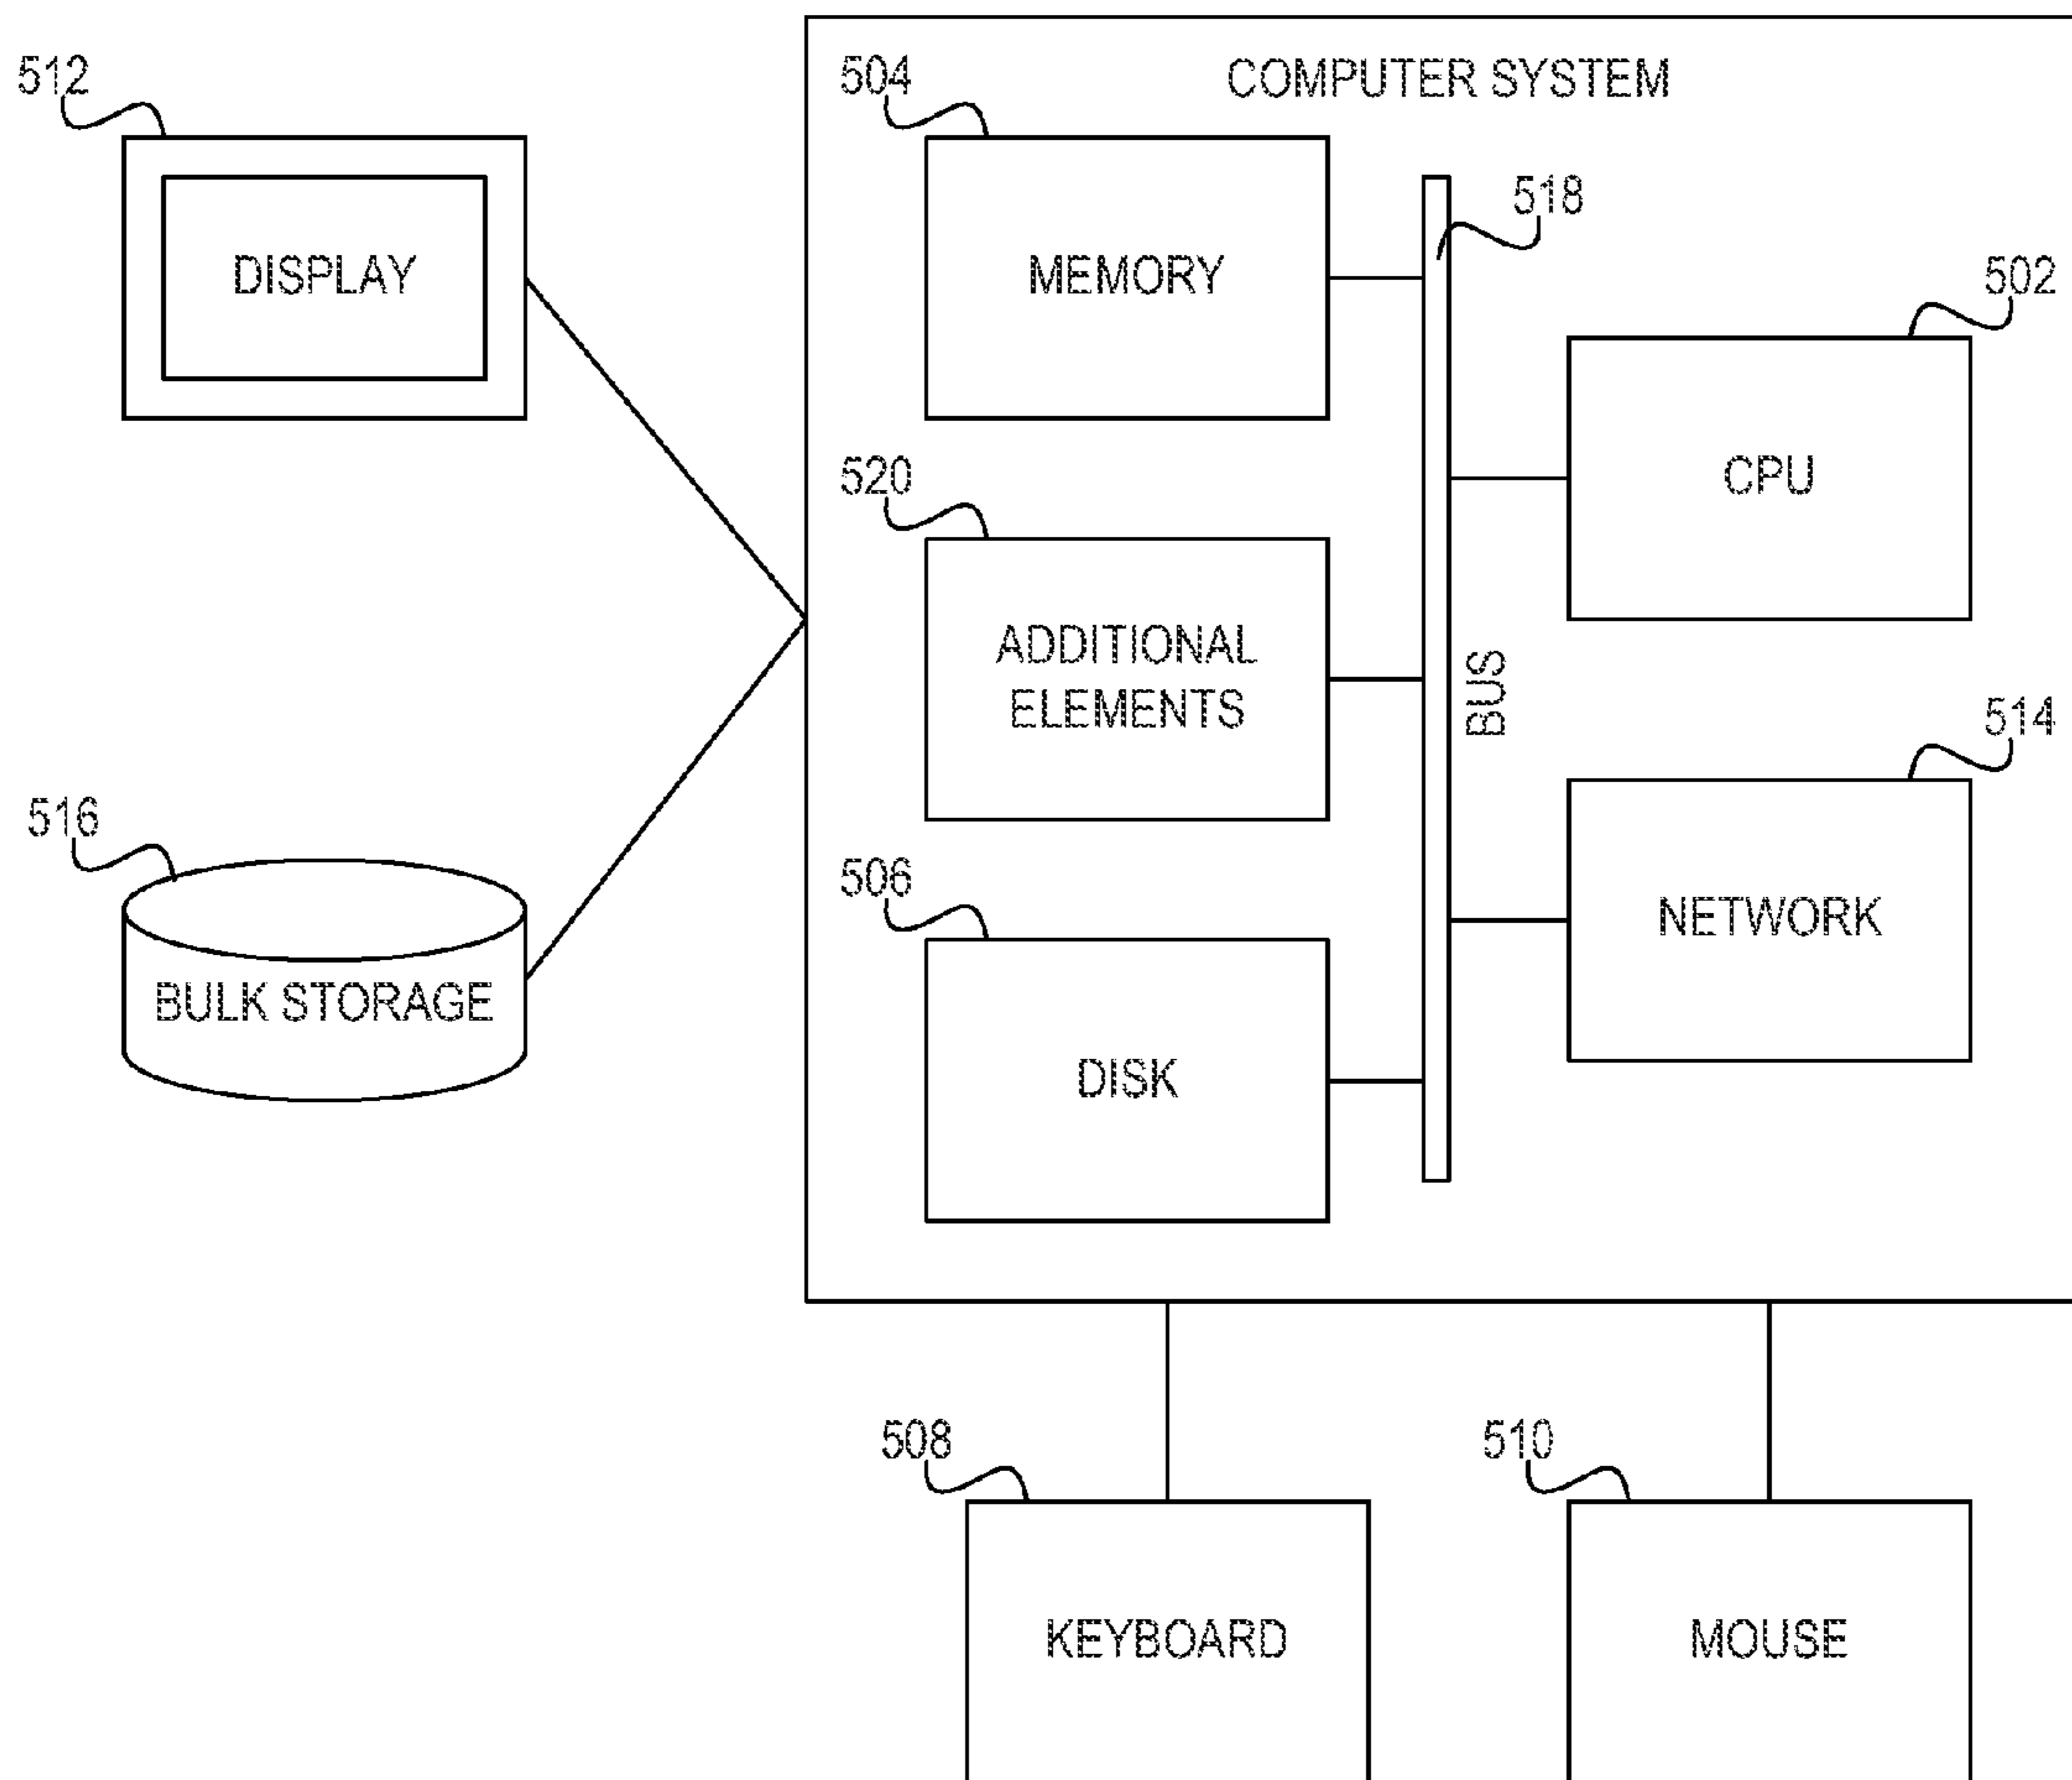 512
504
COMPUTER SYSTEM
518
DISPLAY
MEMORY
502
520
CPU
ADDITIONAL
ELEMENTS
BUS
514
516
506
NETWORK
BULK STORAGE
DISK
508
510
KEYBOARD
MOUSE